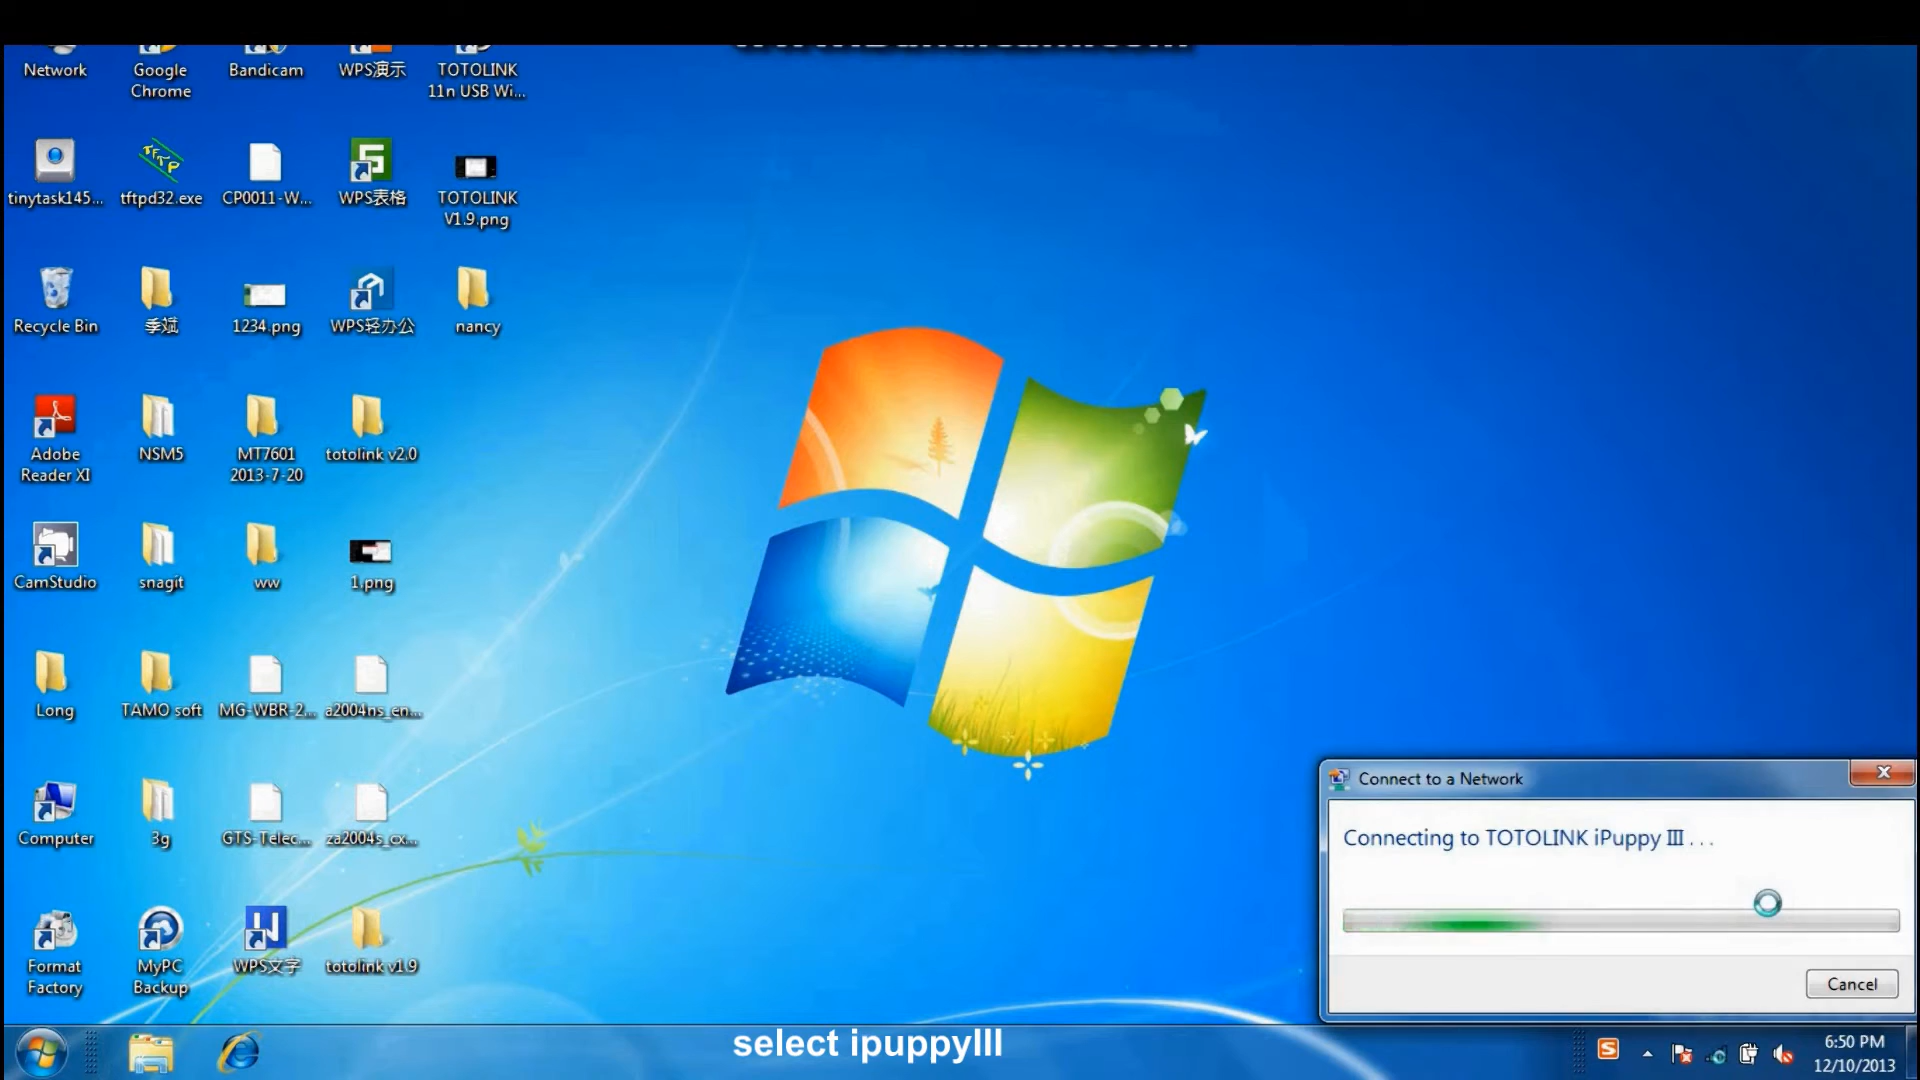 Network
Google
Chrome
Bandicam
WPS演示
TOTOLINK
11n USB Wi...
tinytask145...
tftpd32.exe
CP0011-W...
WPS表格
TOTOLINK
V1.9.png
Recycle Bin
季斌
1234.png
WPS轻办公
nancy
Adobe
Reader XI
NSM5
MT7601
2013-7-20
totolink v2.0
CamStudio
snagit
ww
1.png
Long
TAMO soft
MG-WBR-2...
a2004ns_en...
Computer
3g
GTS-Telec...
za2004s_cx...
Format
Factory
MyPC
Backup
WPS文字
totolink v1.9
Connect to a Network
Connecting to TOTOLINK iPuppy III . . .
Cancel
select ipuppyIII
6:50 PM
12/10/2013